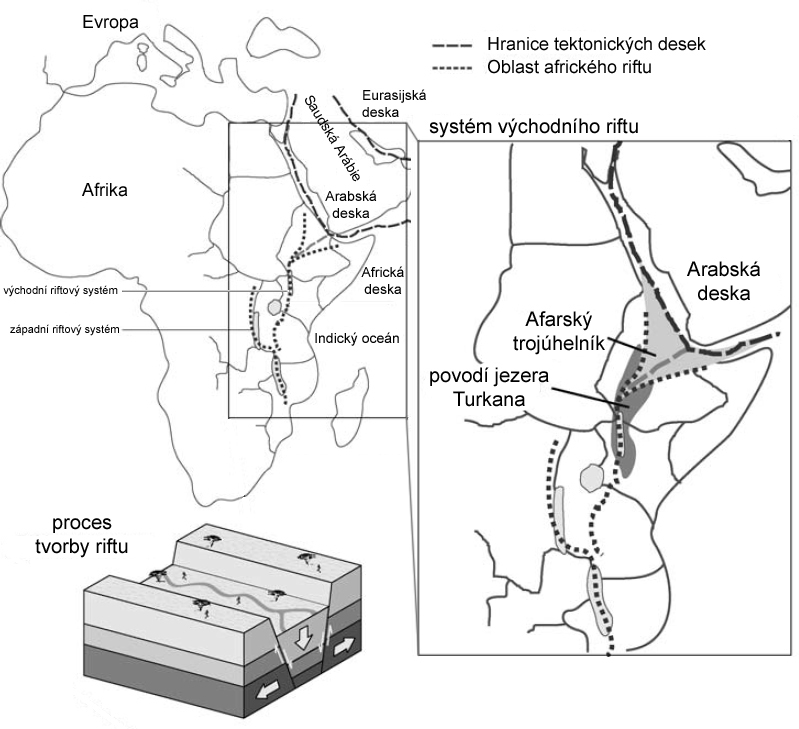 Evropa
Hranice tektonických desek
Oblast afrického riftu
Eurasijská
deska
Saudská Arábie
systém východního riftu
Afrika
Arabská
deska
Africká
deska
východní riftový systém
západní riftový systém
Indický oceán
Arabská
deska
Afarský
trojúhelník
povodí jezera
Turkana
proces
tvorby riftu